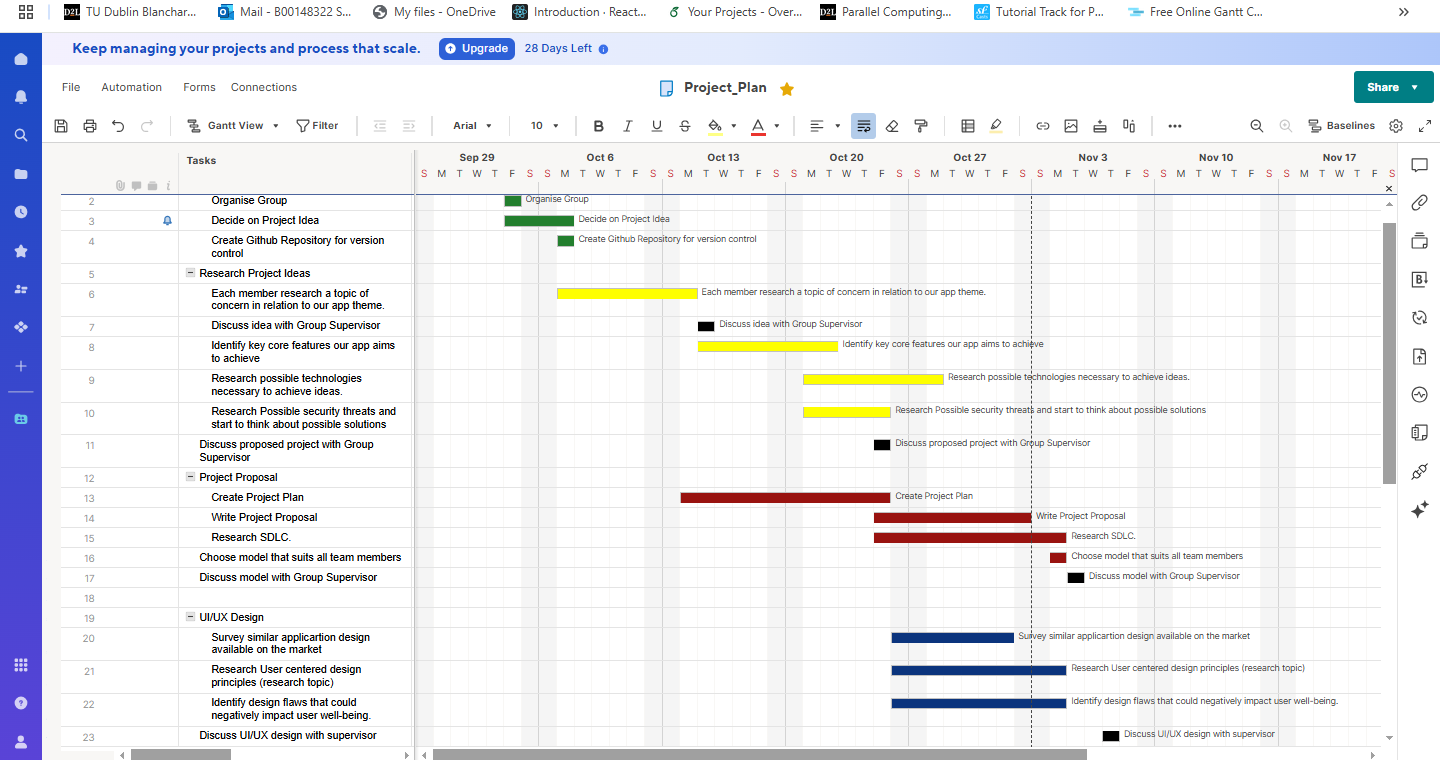 TU Dublin Blanchar...
Mail - B00148322 S...
My files - OneDrive
Introduction · React...
Your Projects - Over...
Parallel Computing...
Tutorial Track for P...
Free Online Gantt C...
Keep managing your projects and process that scale.
Upgrade
28 Days Left
File
Automation
Forms
Connections
Project_Plan
Share
Gantt View
Filter
Arial
10
B
I
U
S
A
Baselines
Tasks
Sep 29
Oct 6
Oct 13
Oct 20
Oct 27
Nov 3
Nov 10
Nov 17
S M T W T F S S M T W T F S S M T W T F S S M T W T F S S M T W T F S S M T W T F S S M T W T F S S M T W T F S
2 Organise Group
Organise Group
3 Decide on Project Idea
Decide on Project Idea
4 Create Github Repository for version
control
Create Github Repository for version control
5 Research Project Ideas
6 Each member research a topic of
concern in relation to our app theme.
Each member research a topic of concern in relation to our app theme.
7 Discuss idea with Group Supervisor
Discuss idea with Group Supervisor
8 Identify key core features our app aims
to achieve
Identify key core features our app aims to achieve
9 Research possible technologies
necessary to achieve ideas.
Research possible technologies necessary to achieve ideas.
10 Research Possible security threats and
start to think about possible solutions
Research Possible security threats and start to think about possible solutions
11 Discuss proposed project with Group
Supervisor
Discuss proposed project with Group Supervisor
12 Project Proposal
13 Create Project Plan
Create Project Plan
14 Write Project Proposal
Write Project Proposal
15 Research SDLC.
Research SDLC.
16 Choose model that suits all team members
Choose model that suits all team members
17 Discuss model with Group Supervisor
Discuss model with Group Supervisor
18
19 UI/UX Design
20 Survey similar applicartion design
available on the market
Survey similar applicartion design available on the market
21 Research User centered design
principles (research topic)
Research User centered design principles (research topic)
22 Identify design flaws that could
negatively impact user well-being.
Identify design flaws that could negatively impact user well-being.
23 Discuss UI/UX design with supervisor
Discuss UI/UX design with supervisor